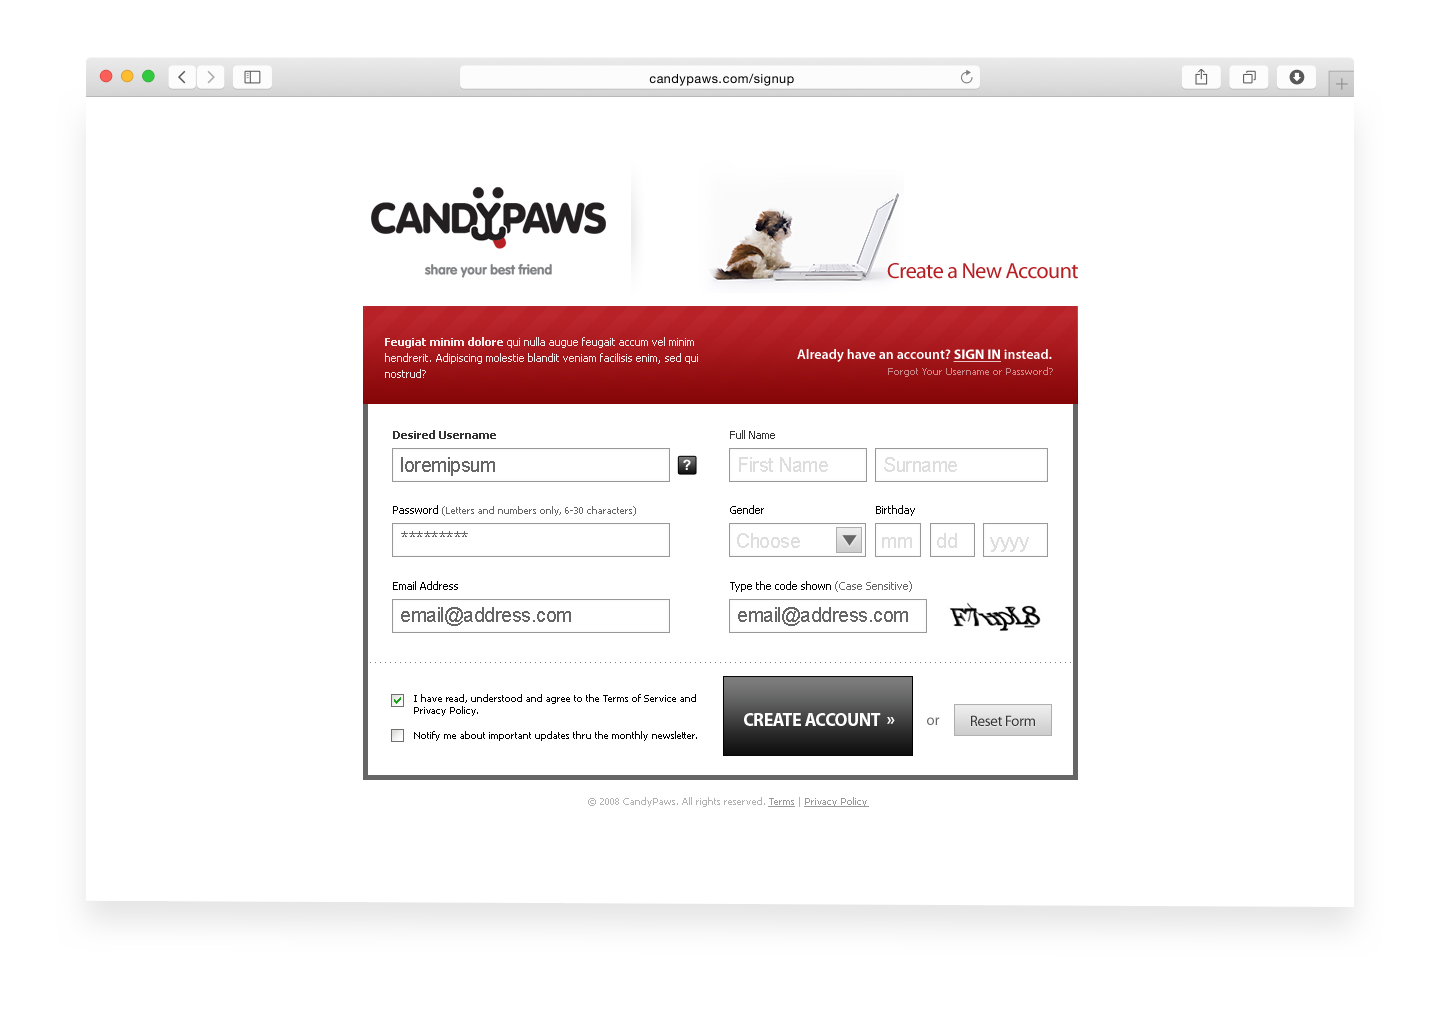 candypaws.com/signup
CANDYPAWS
share your best friend
Create a New Account
Feugiat minim dolore qui nulla augue feugait accum vel minim
hendrerit. Adipiscing molestie blandit veniam facilisis enim, sed qui
nostrud?
Already have an account? SIGN IN instead.
Forgot Your Username or Password?
Desired Username
loremipsum
?
Full Name
First Name
Surname
Password (Letters and numbers only, 6-30 characters)
*********
Gender
Choose
Birthday
mm
dd
yyyy
Email Address
email@address.com
Type the code shown (Case Sensitive)
email@address.com
I have read, understood and agree to the Terms of Service and
Privacy Policy.
Notify me about important updates thru the monthly newsletter.
CREATE ACCOUNT »
or
Reset Form
© 2008 CandyPaws. All rights reserved. Terms | Privacy Policy